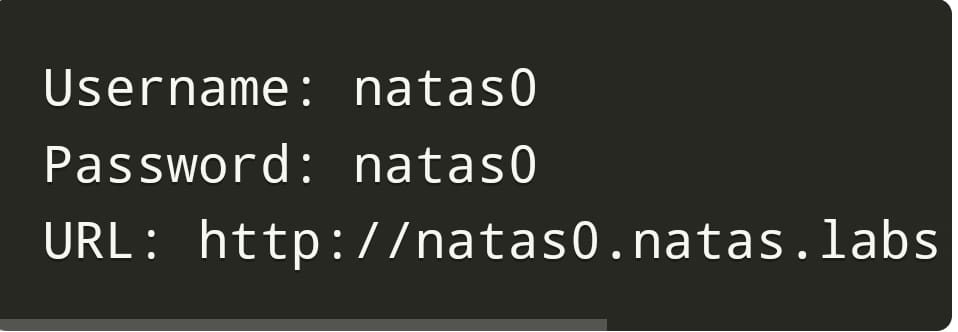 Username: natas0
Password: natas0
URL: http://natas0.natas.labs